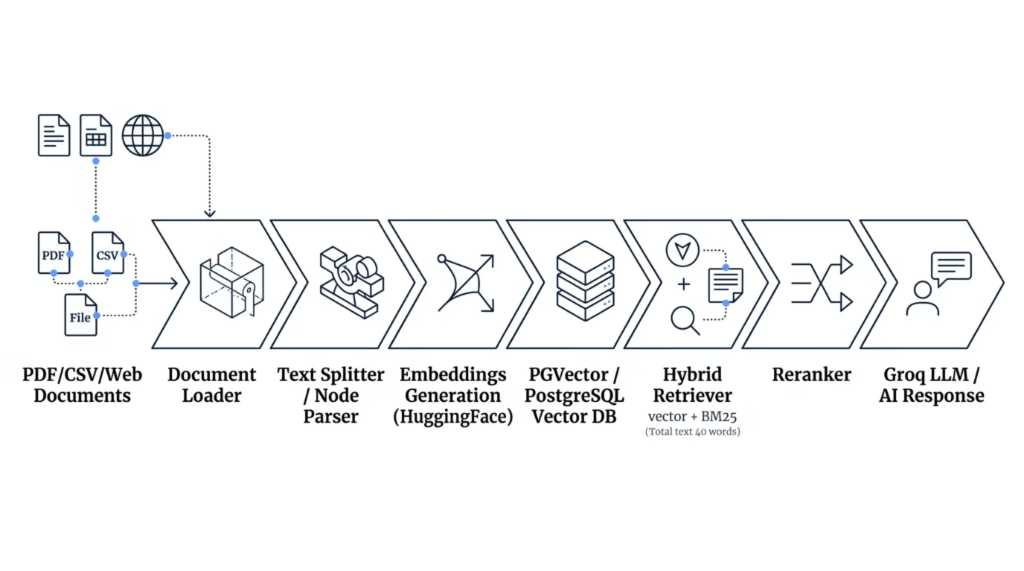 PDF
CSV
File
PDF/CSV/Web
Documents
Document
Loader
Text Splitter
/ Node
Parser
Embeddings
Generation
(HuggingFace)
PGVector /
PostgreSQL
Vector DB
Hybrid
Retriever
vector + BM25
(Total text 40 words)
Reranker
Groq LLM /
AI Response